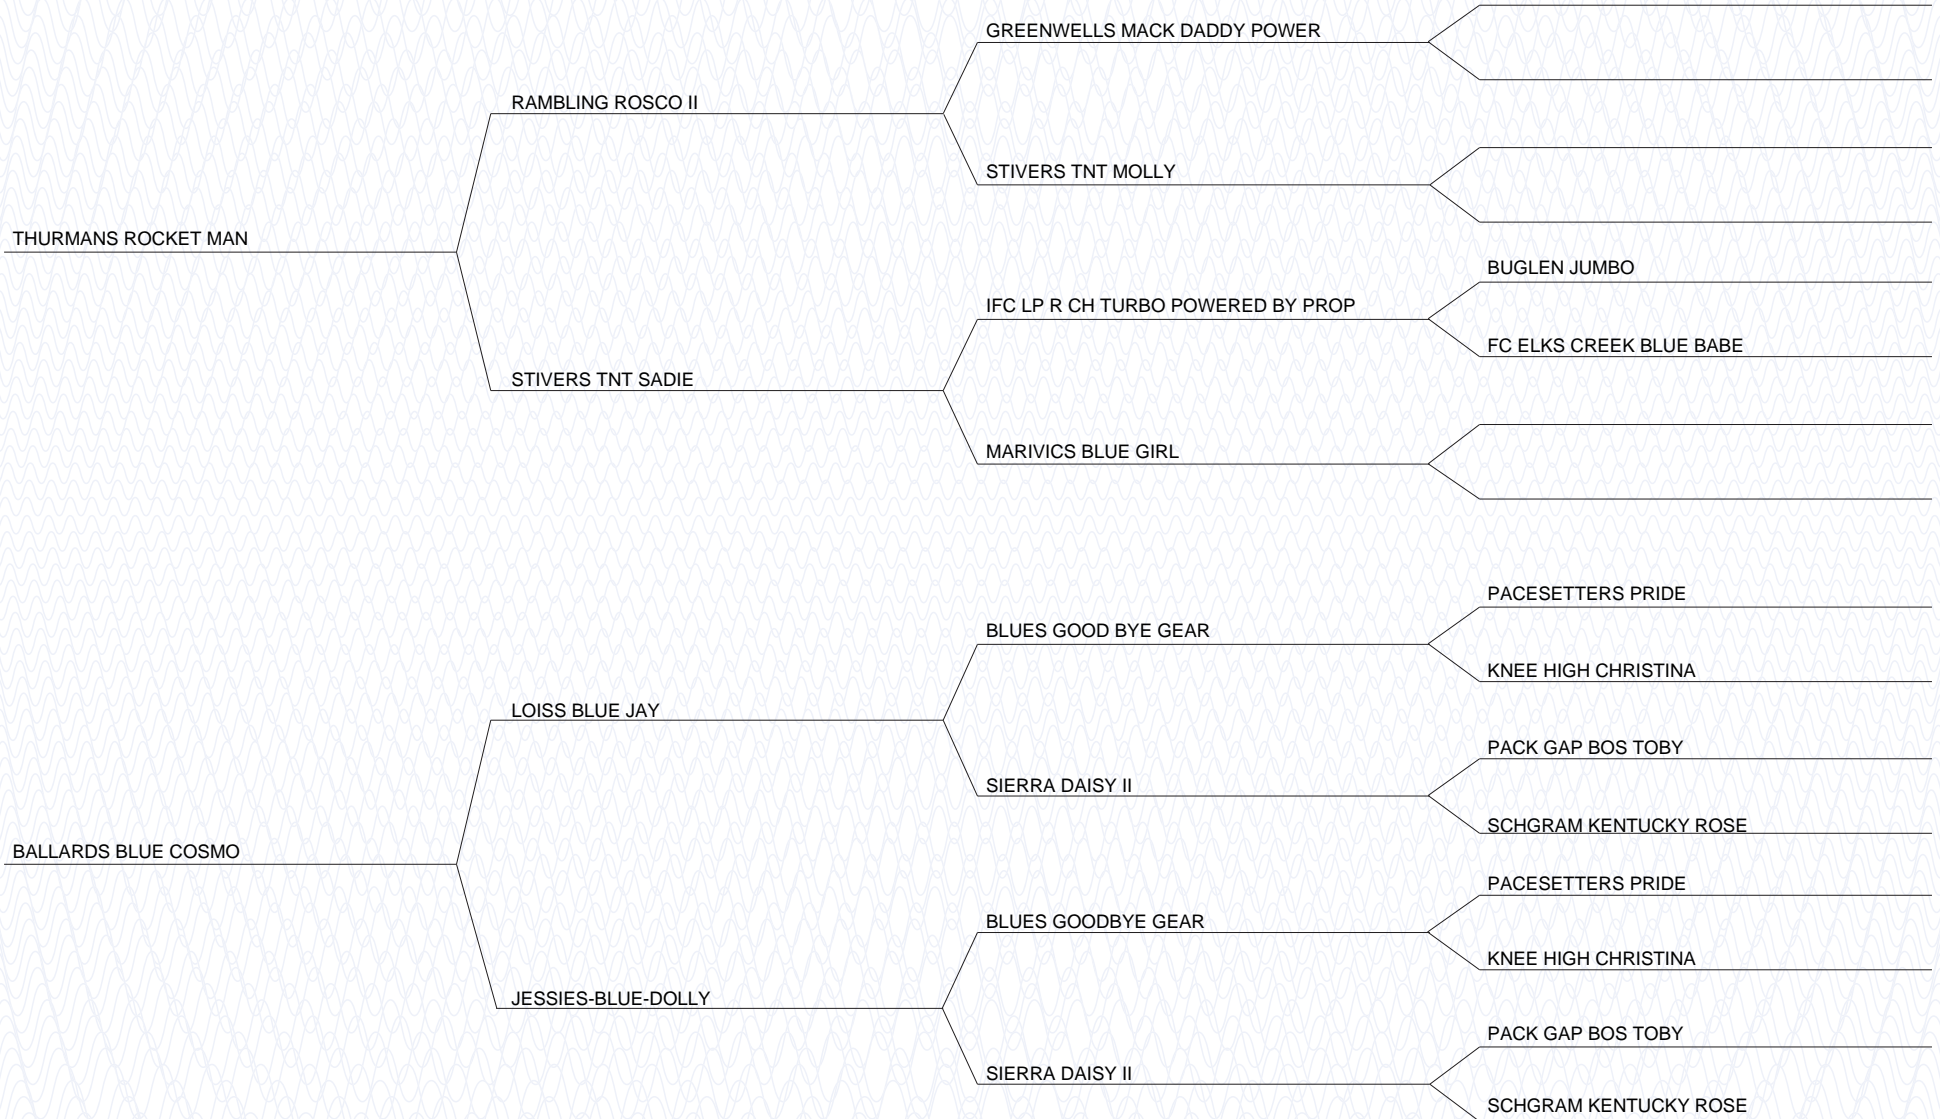 GREENWELLS MACK DADDY POWER
RAMBLING ROSCO II
STIVERS TNT MOLLY
THURMANS ROCKET MAN
BUGLEN JUMBO
IFC LP R CH TURBO POWERED BY PROP
FC ELKS CREEK BLUE BABE
STIVERS TNT SADIE
MARIVICS BLUE GIRL
PACESETTERS PRIDE
BLUES GOOD BYE GEAR
KNEE HIGH CHRISTINA
LOISS BLUE JAY
PACK GAP BOS TOBY
SIERRA DAISY II
SCHGRAM KENTUCKY ROSE
BALLARDS BLUE COSMO
PACESETTERS PRIDE
BLUES GOODBYE GEAR
KNEE HIGH CHRISTINA
JESSIES-BLUE-DOLLY
PACK GAP BOS TOBY
SIERRA DAISY II
SCHGRAM KENTUCKY ROSE